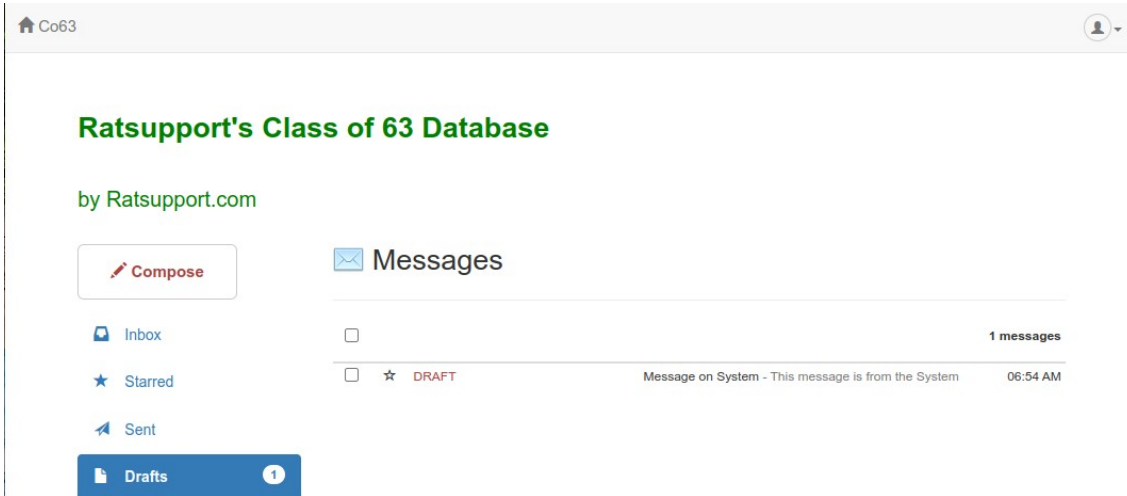 Co63
Ratsupport's Class of 63 Database
by Ratsupport.com
Compose
Messages
Inbox
1 messages
Starred
DRAFT Message on System - This message is from the System 06:54 AM
Sent
Drafts 1